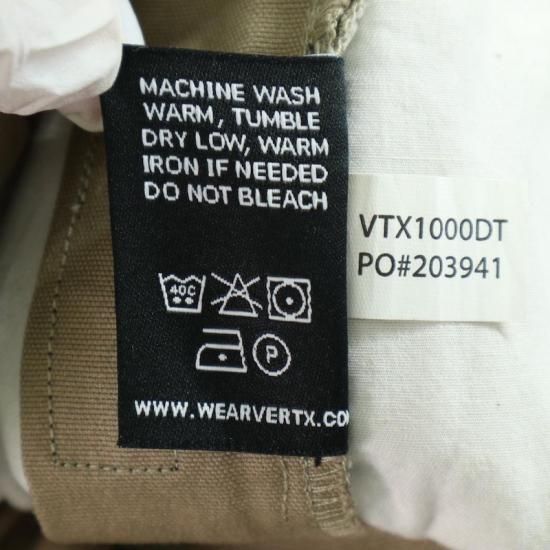 MACHINE WASH
WARM, TUMBLE
DRY LOW, WARM
IRON IF NEEDED
DO NOT BLEACH
VTX1000DT
PO#203941
40C
P
WWW.WEARVERTX.CO